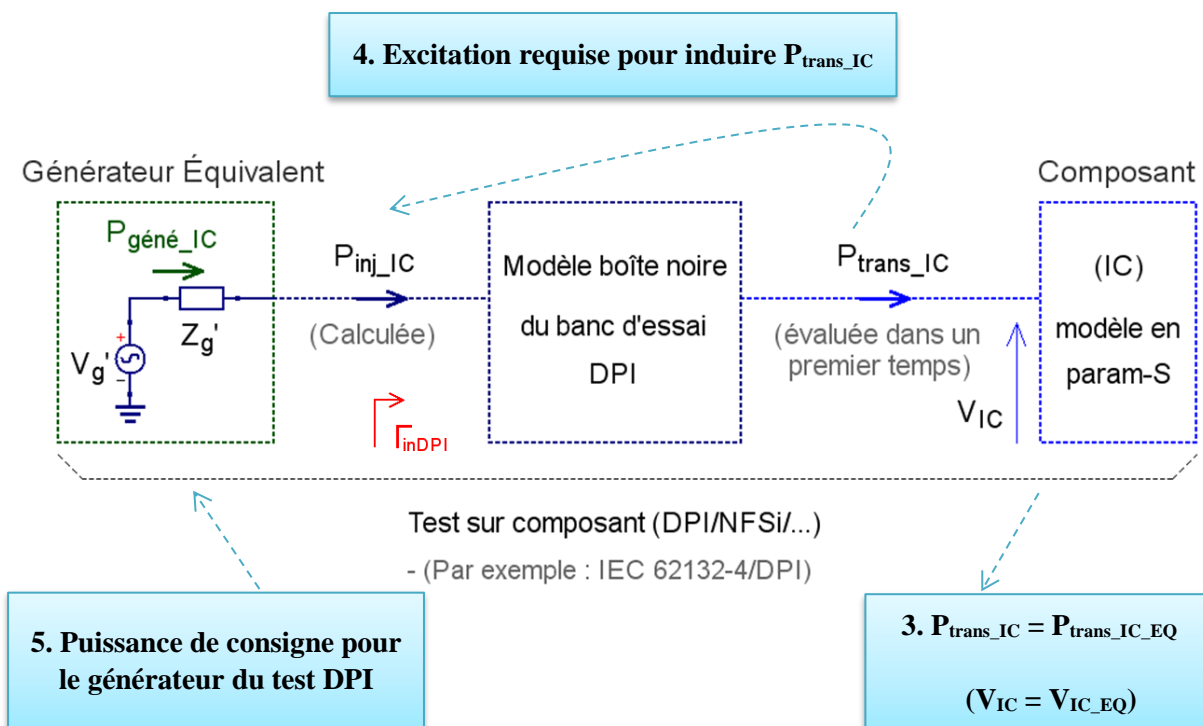 4. Excitation requise pour induire Ptrans_IC
Générateur Équivalent
Composant
Pgéné_IC
Zg'
Vg'
+
−
Pinj_IC
(Calculée)
ΓinDPI
Modèle boîte noire
du banc d'essai
DPI
Ptrans_IC
(évaluée dans un
premier temps)
VIC
(IC)
modèle en
param-S
Test sur composant (DPI/NFSi/...)
- (Par exemple : IEC 62132-4/DPI)
5. Puissance de consigne pour
le générateur du test DPI
3. Ptrans_IC = Ptrans_IC_EQ
(VIC = VIC_EQ)